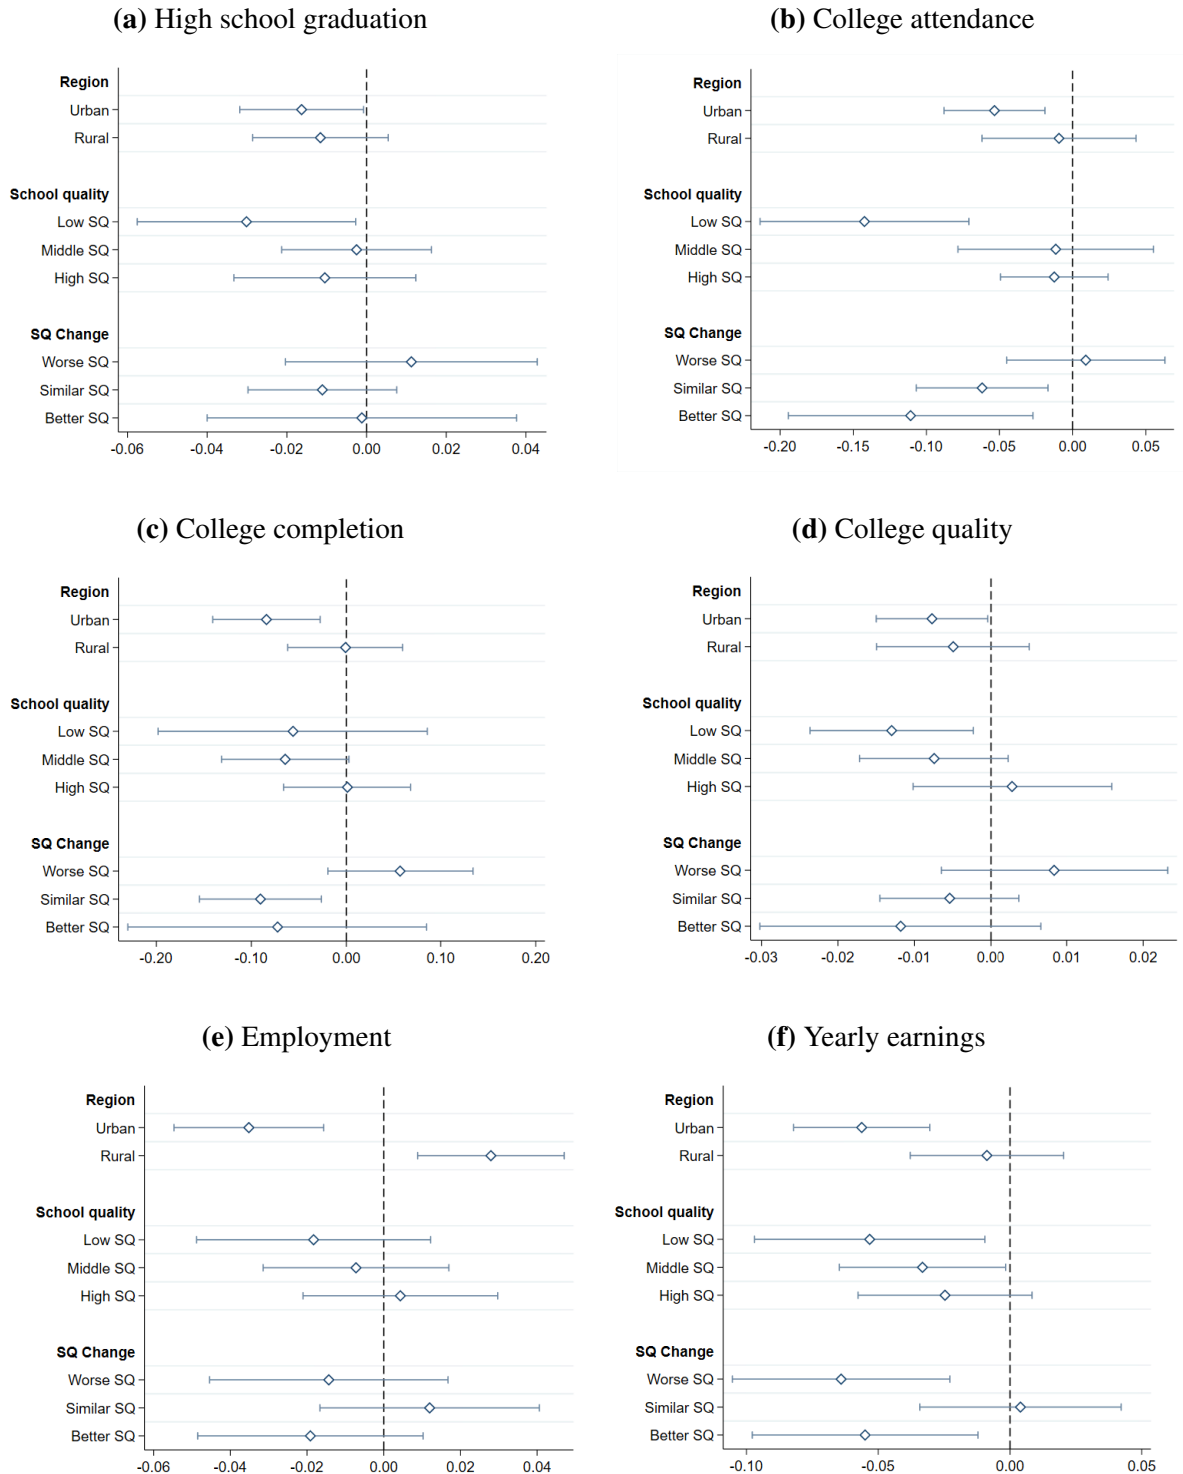 (a) High school graduation
Region
Urban
Rural
School quality
Low SQ
Middle SQ
High SQ
SQ Change
Worse SQ
Similar SQ
Better SQ
-0.06 -0.04 -0.02 0.00 0.02 0.04
(b) College attendance
Region
Urban
Rural
School quality
Low SQ
Middle SQ
High SQ
SQ Change
Worse SQ
Similar SQ
Better SQ
-0.20 -0.15 -0.10 -0.05 0.00 0.05
(c) College completion
Region
Urban
Rural
School quality
Low SQ
Middle SQ
High SQ
SQ Change
Worse SQ
Similar SQ
Better SQ
-0.20 -0.10 0.00 0.10 0.20
(d) College quality
Region
Urban
Rural
School quality
Low SQ
Middle SQ
High SQ
SQ Change
Worse SQ
Similar SQ
Better SQ
-0.03 -0.02 -0.01 0.00 0.01 0.02
(e) Employment
Region
Urban
Rural
School quality
Low SQ
Middle SQ
High SQ
SQ Change
Worse SQ
Similar SQ
Better SQ
-0.06 -0.04 -0.02 0.00 0.02 0.04
(f) Yearly earnings
Region
Urban
Rural
School quality
Low SQ
Middle SQ
High SQ
SQ Change
Worse SQ
Similar SQ
Better SQ
-0.10 -0.05 0.00 0.05